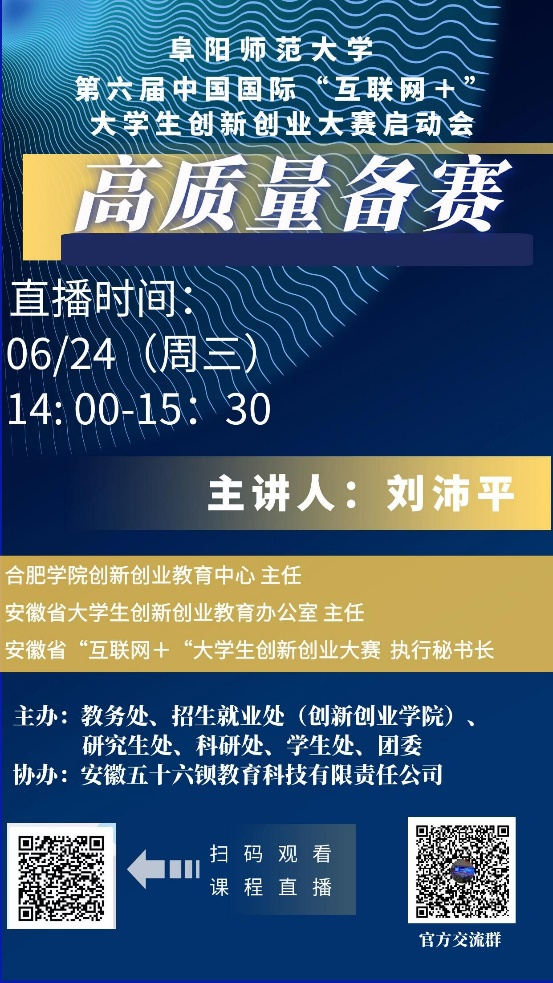 阜阳师范大学
第六届中国国际“互联网＋”
大学生创新创业大赛启动会
高质量备赛
直播时间：
06/24（周三）
14:00-15：30
主讲人：刘沛平
合肥学院创新创业教育中心 主任
安徽省大学生创新创业教育办公室 主任
安徽省“互联网＋“大学生创新创业大赛 执行秘书长
主办：教务处、招生就业处（创新创业学院）、
研究生处、科研处、学生处、团委
协办：安徽五十六钡教育科技有限责任公司
扫码观看
课程直播
官方交流群